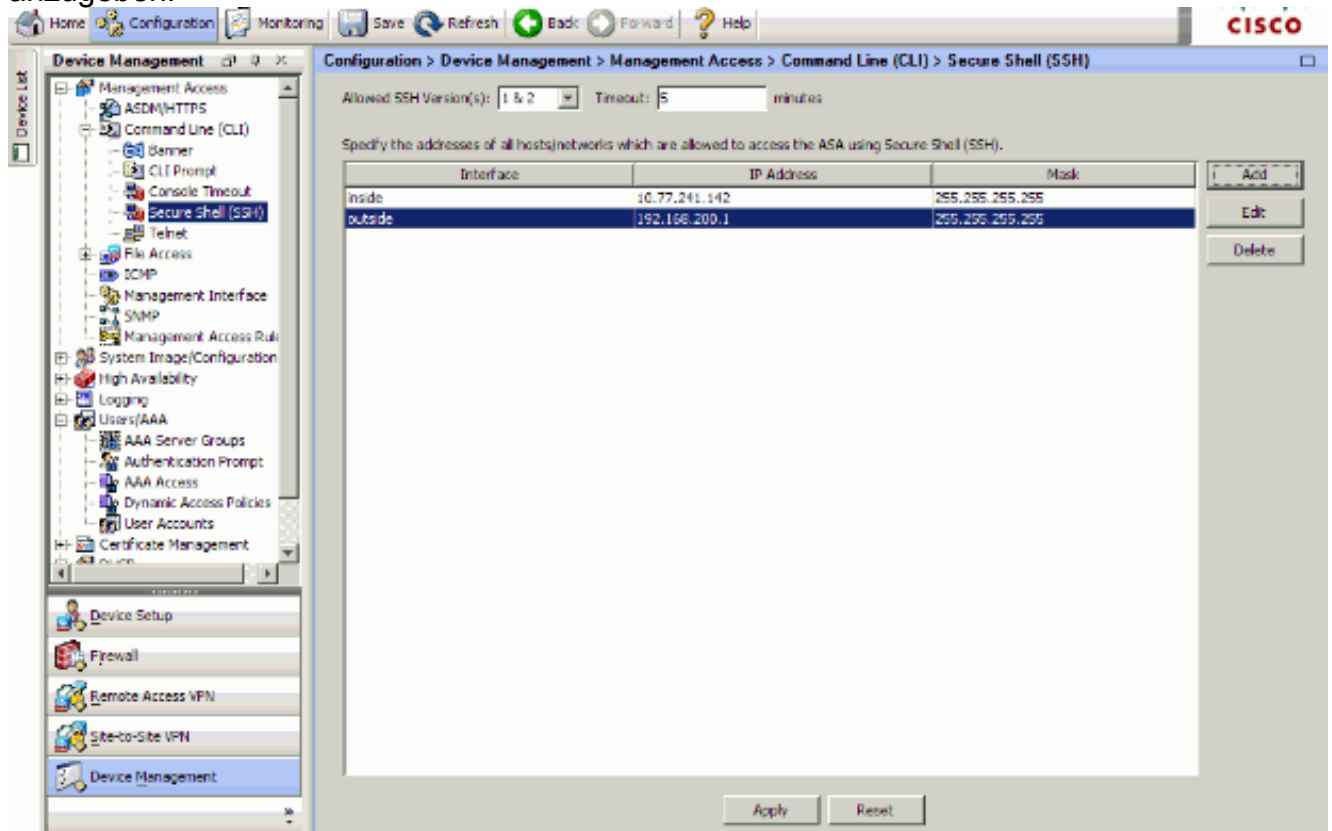 anzugeben.
Home Configuration Monitoring Save Refresh Back Forward Help
CISCO
Device List
Device Management
Management Access
ASDM/HTTPS
Command Line (CLI)
Banner
CLI Prompt
Console Timeout
Secure Shell (SSH)
Telnet
File Access
ICMP
Management Interface
SNMP
Management Access Rule
System Image/Configuration
High Availability
Logging
Users/AAA
AAA Server Groups
Authentication Prompt
AAA Access
Dynamic Access Policies
User Accounts
Certificate Management
Device Setup
Firewall
Remote Access VPN
Site-to-Site VPN
Device Management
Configuration > Device Management > Management Access > Command Line (CLI) > Secure Shell (SSH)
Allowed SSH Version(s): 1 & 2 Timeout: 5 minutes
Specify the addresses of all hosts/networks which are allowed to access the ASA using Secure Shell (SSH).
Interface IP Address Mask
inside 10.77.241.142 255.255.255.255
outside 192.168.200.1 255.255.255.255
Add
Edit
Delete
Apply Reset